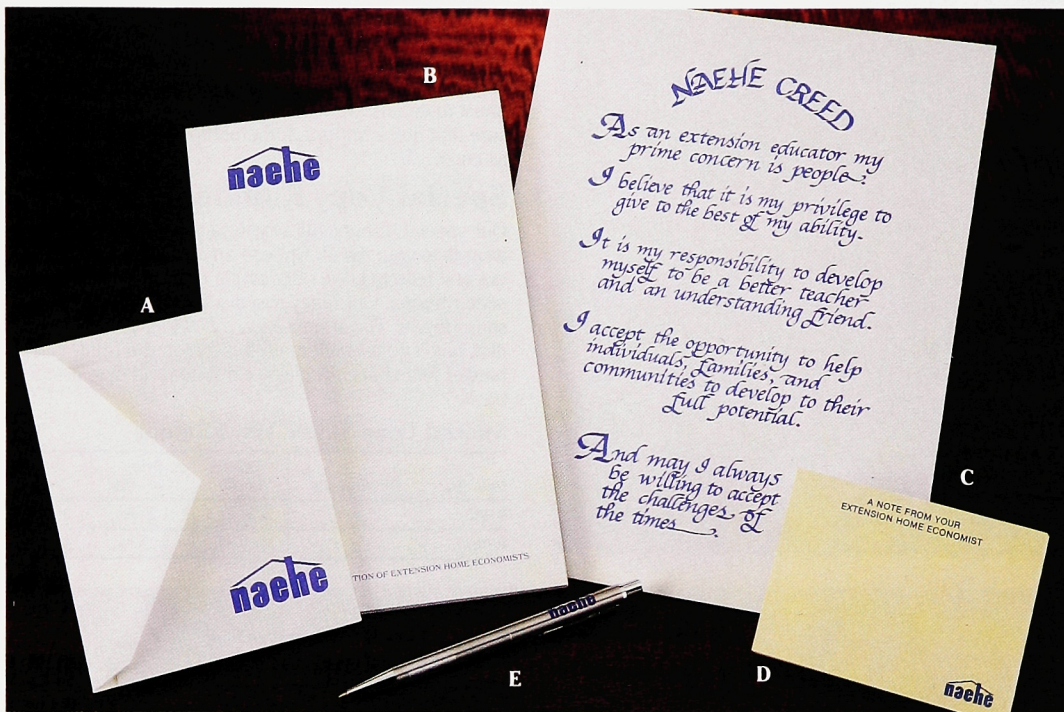 B
naehe
A
naehe
TION OF EXTENSION HOME ECONOMISTS
NAEHE CREED
As an extension educator my
prime concern is people.
I believe that it is my privilege to
give to the best of my ability.
It is my responsibility to develop
myself to be a better teacher
and an understanding friend.
I accept the opportunity to help
individuals, families, and
communities to develop to their
full potential.
And may I always
be willing to accept
the challenges of
the times.
C
A NOTE FROM YOUR
EXTENSION HOME ECONOMIST
naehe
D
naehe
E